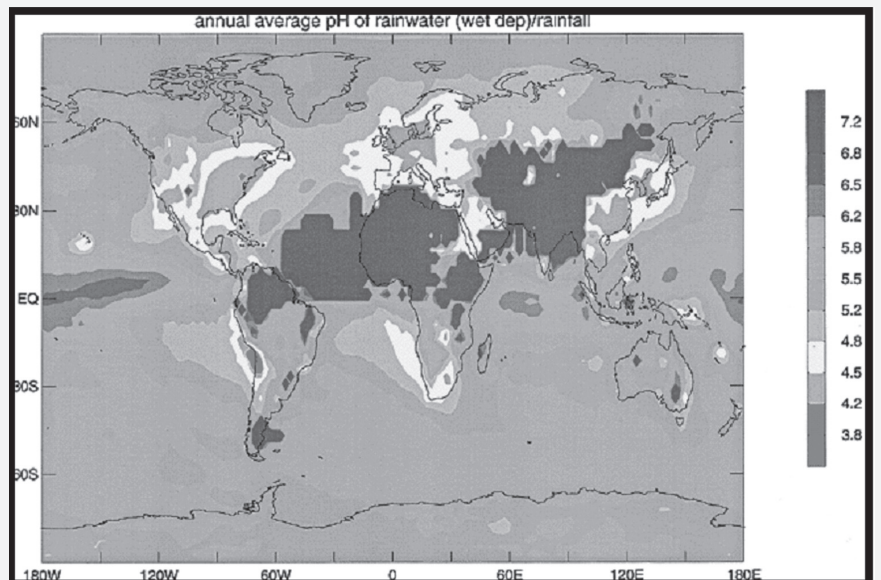 annual average pH of rainwater (wet dep)/rainfall
60N
30N
EQ
30S
60S
180W
120W
60W
0
60E
120E
180E
7.2
6.8
6.5
6.2
5.8
5.5
5.2
4.8
4.5
4.2
3.8